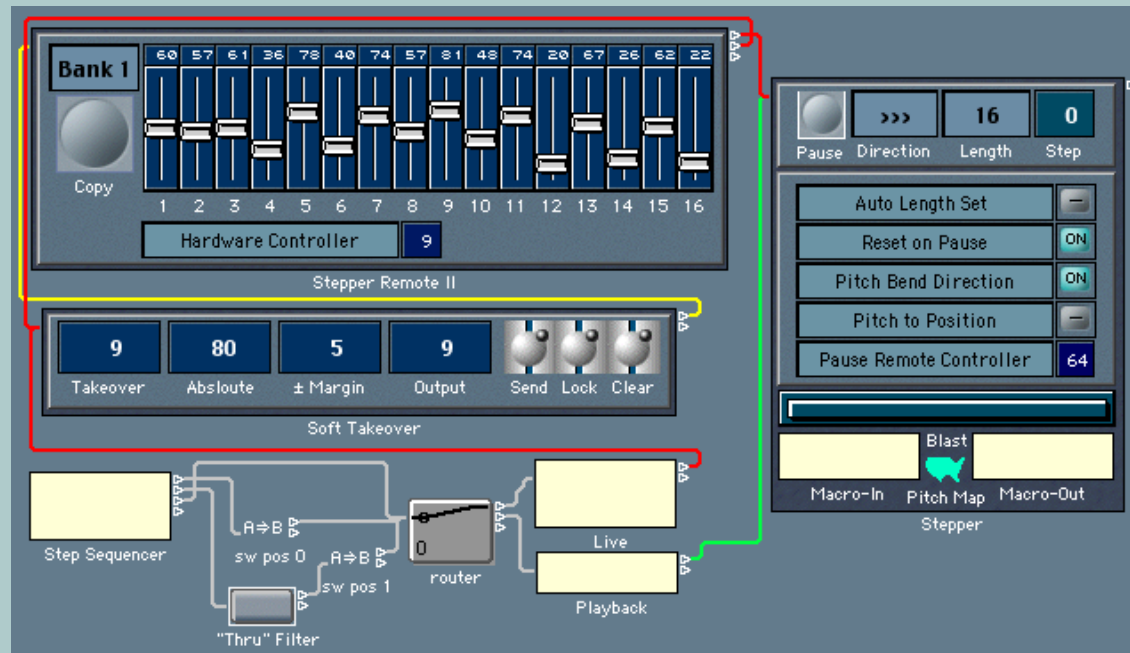 Bank 1
60 57 61 36 78 40 74 57 81 48 74 20 67 26 62 22
Copy
1 2 3 4 5 6 7 8 9 10 11 12 13 14 15 16
Hardware Controller 9
Stepper Remote II
9 80 5 9
Takeover Absloute ± Margin Output Send Lock Clear
Soft Takeover
Step Sequencer
A⇒B
sw pos 0
A⇒B
sw pos 1
"Thru" Filter
0
router
Live
Playback
>>> 16 0
Pause Direction Length Step
Auto Length Set –
Reset on Pause ON
Pitch Bend Direction ON
Pitch to Position –
Pause Remote Controller 64
Blast
Macro-In Pitch Map Macro-Out
Stepper